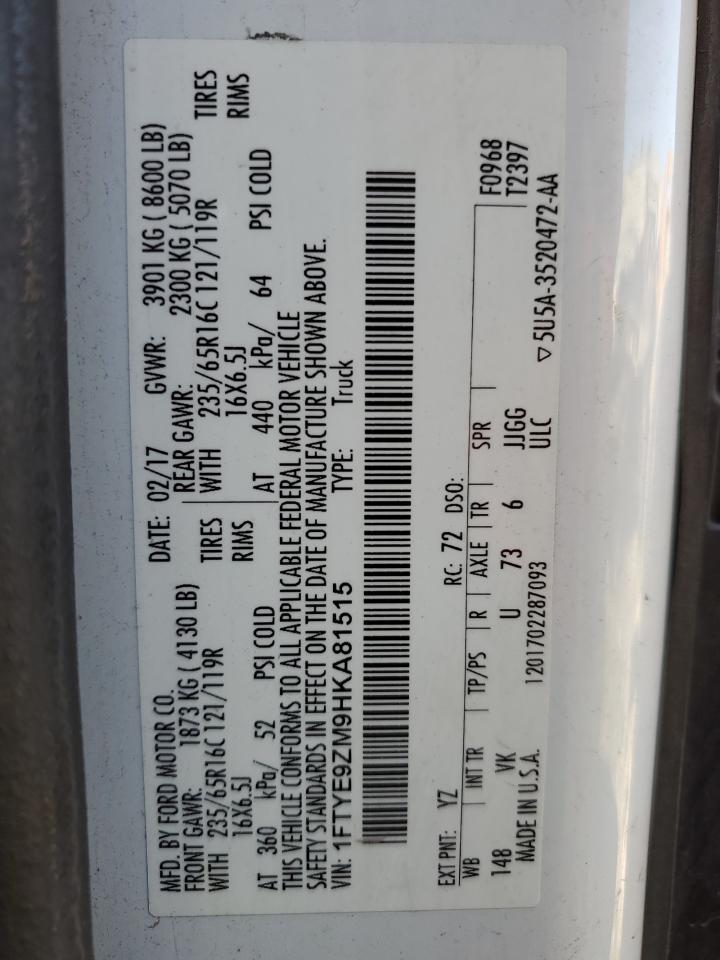 MFD. BY FORD MOTOR CO. DATE: 02/17 GVWR: 3901 KG ( 8600 LB)
FRONT GAWR: 1873 KG ( 4130 LB) REAR GAWR: 2300 KG ( 5070 LB)
WITH 235/65R16C 121/119R TIRES WITH 235/65R16C 121/119R TIRES
16X6.5J RIMS 16X6.5J RIMS
AT 360 kPa/ 52 PSI COLD AT 440 kPa/ 64 PSI COLD
THIS VEHICLE CONFORMS TO ALL APPLICABLE FEDERAL MOTOR VEHICLE
SAFETY STANDARDS IN EFFECT ON THE DATE OF MANUFACTURE SHOWN ABOVE.
VIN: 1FTYE9ZM9HKA81515 TYPE: Truck
EXT PNT: YZ RC: 72 DSO: F0968
WB INT TR TP/PS R AXLE TR SPR T2397
148 VK U 73 6 JJGG
ULC
MADE IN U.S.A. 1201702287093 ▽ 5U5A-3520472-AA